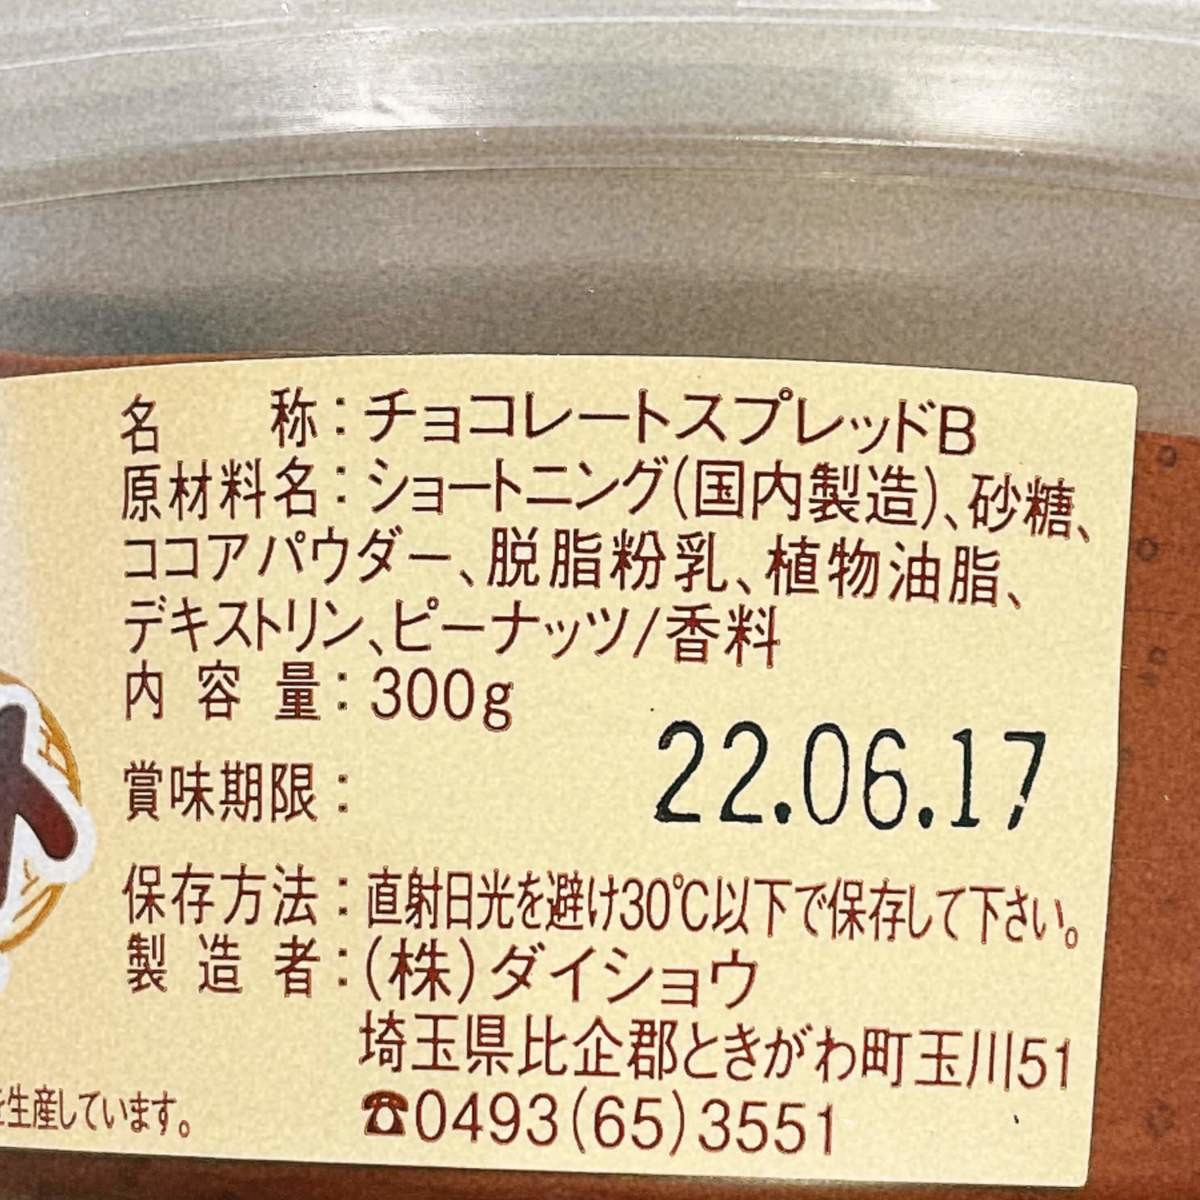 名称：チョコレートスプレッドB
原材料名：ショートニング(国内製造)、砂糖、
ココアパウダー、脱脂粉乳、植物油脂、
デキストリン、ピーナッツ/香料
内容量：300g
賞味期限：22.06.17
保存方法：直射日光を避け30℃以下で保存して下さい。
製造者：(株)ダイショウ
埼玉県比企郡ときがわ町玉川51
☎0493(65)3551
生産しています。